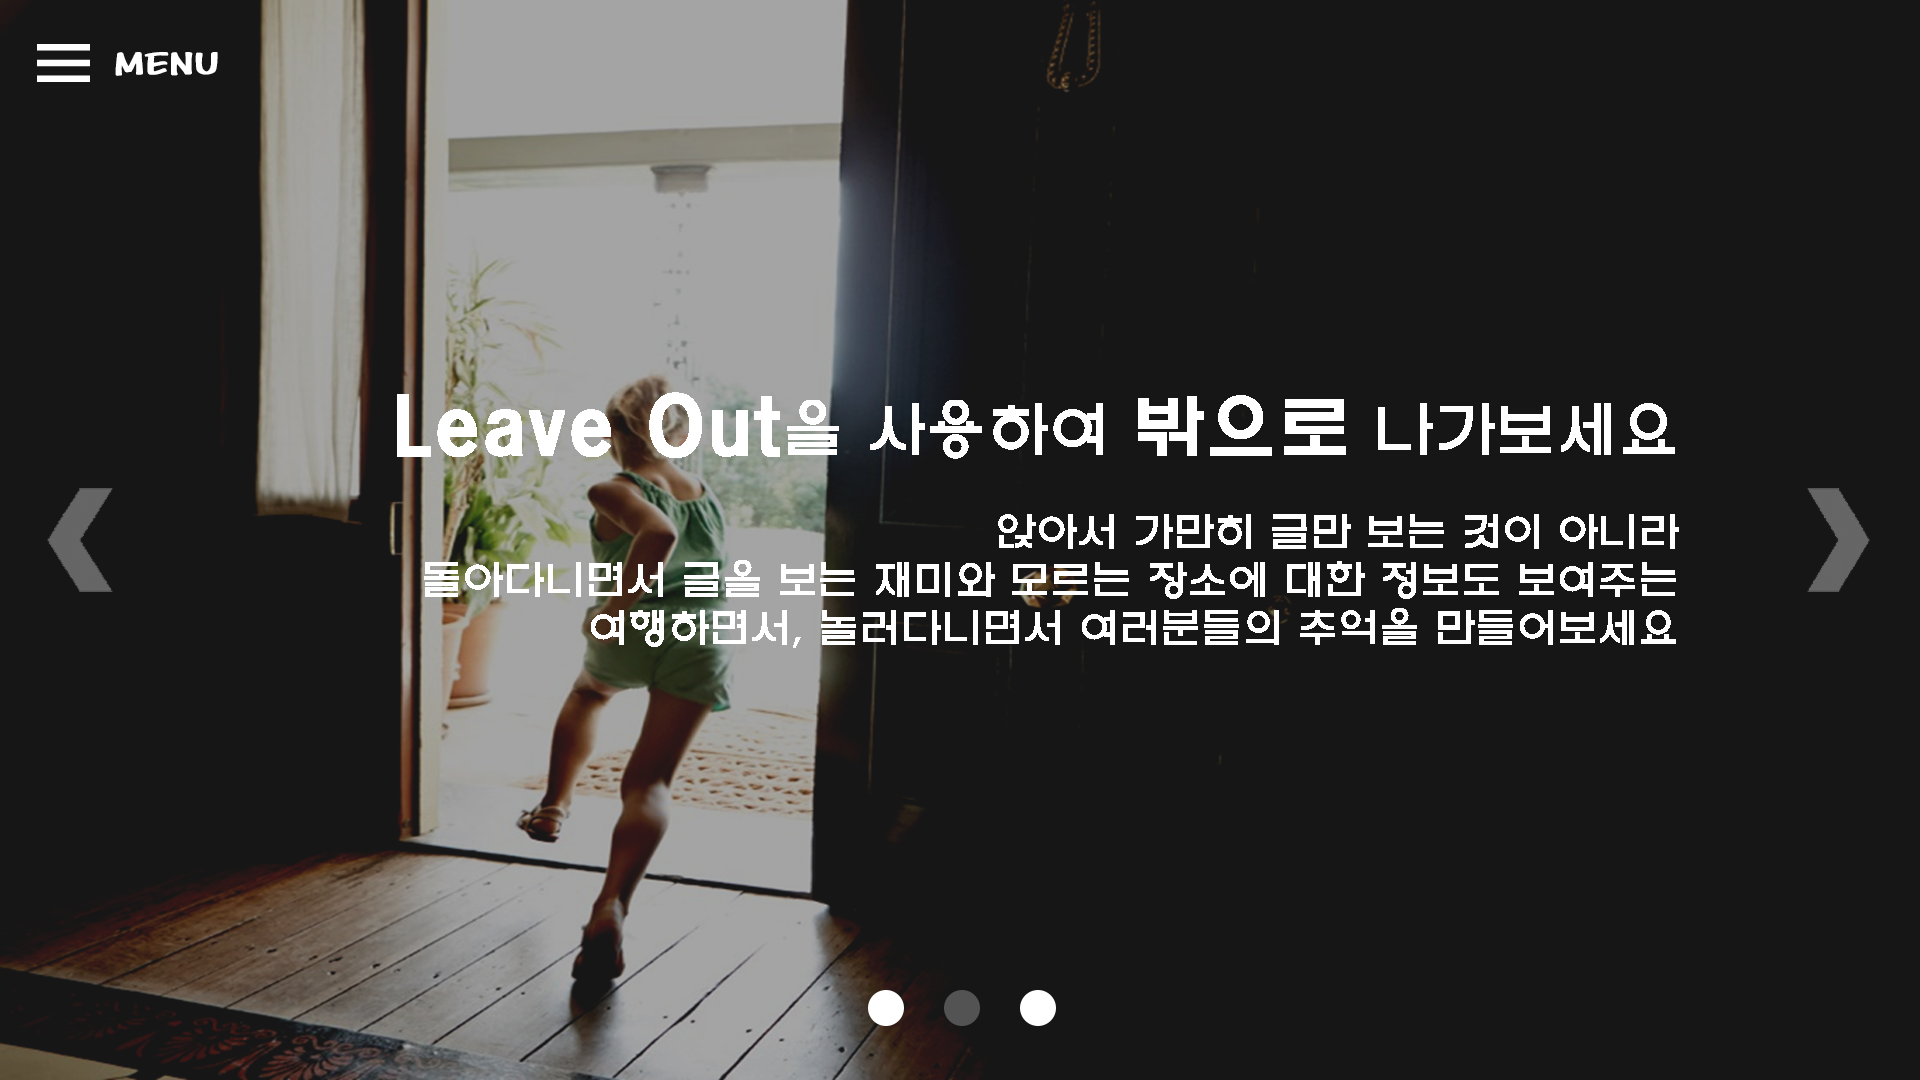 MENU
Leave Out을 사용하여 밖으로 나가보세요
앉아서 가만히 글만 보는 것이 아니라
돌아다니면서 글을 보는 재미와 모르는 장소에 대한 정보도 보여주는
여행하면서, 놀러다니면서 여러분들의 추억을 만들어보세요